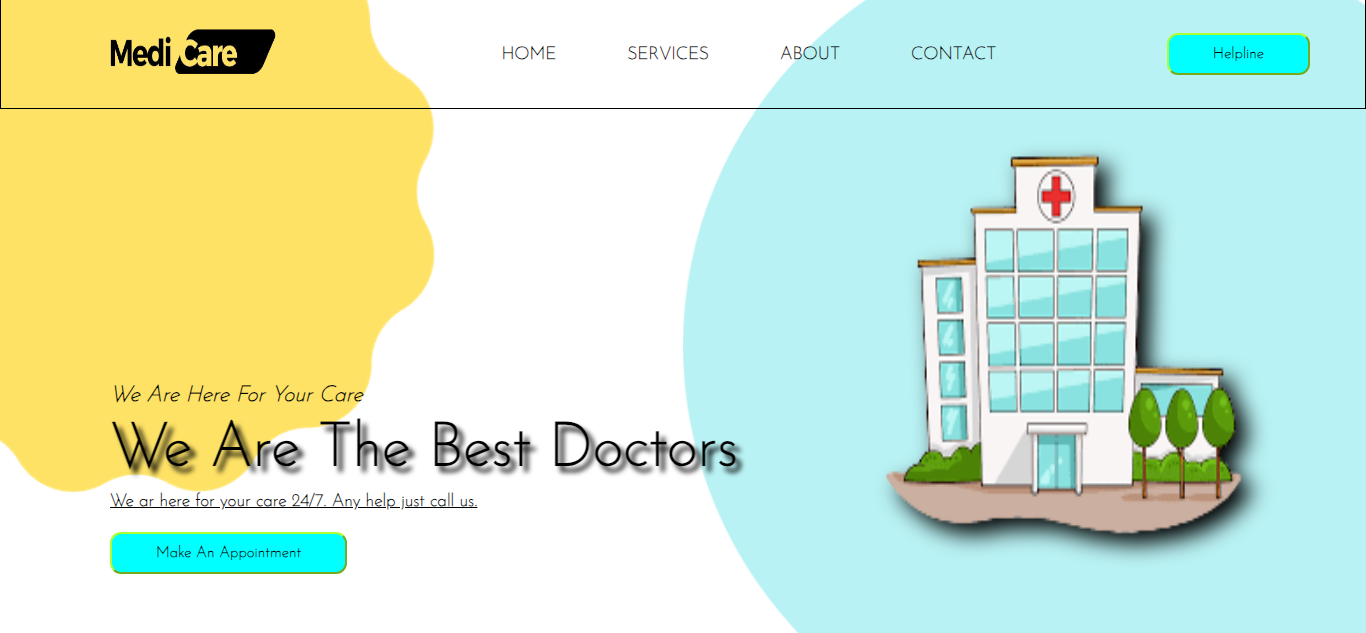 Medi Care
HOME SERVICES ABOUT CONTACT
Helpline
We Are Here For Your Care
We Are The Best Doctors
We ar here for your care 24/7. Any help just call us.
Make An Appointment